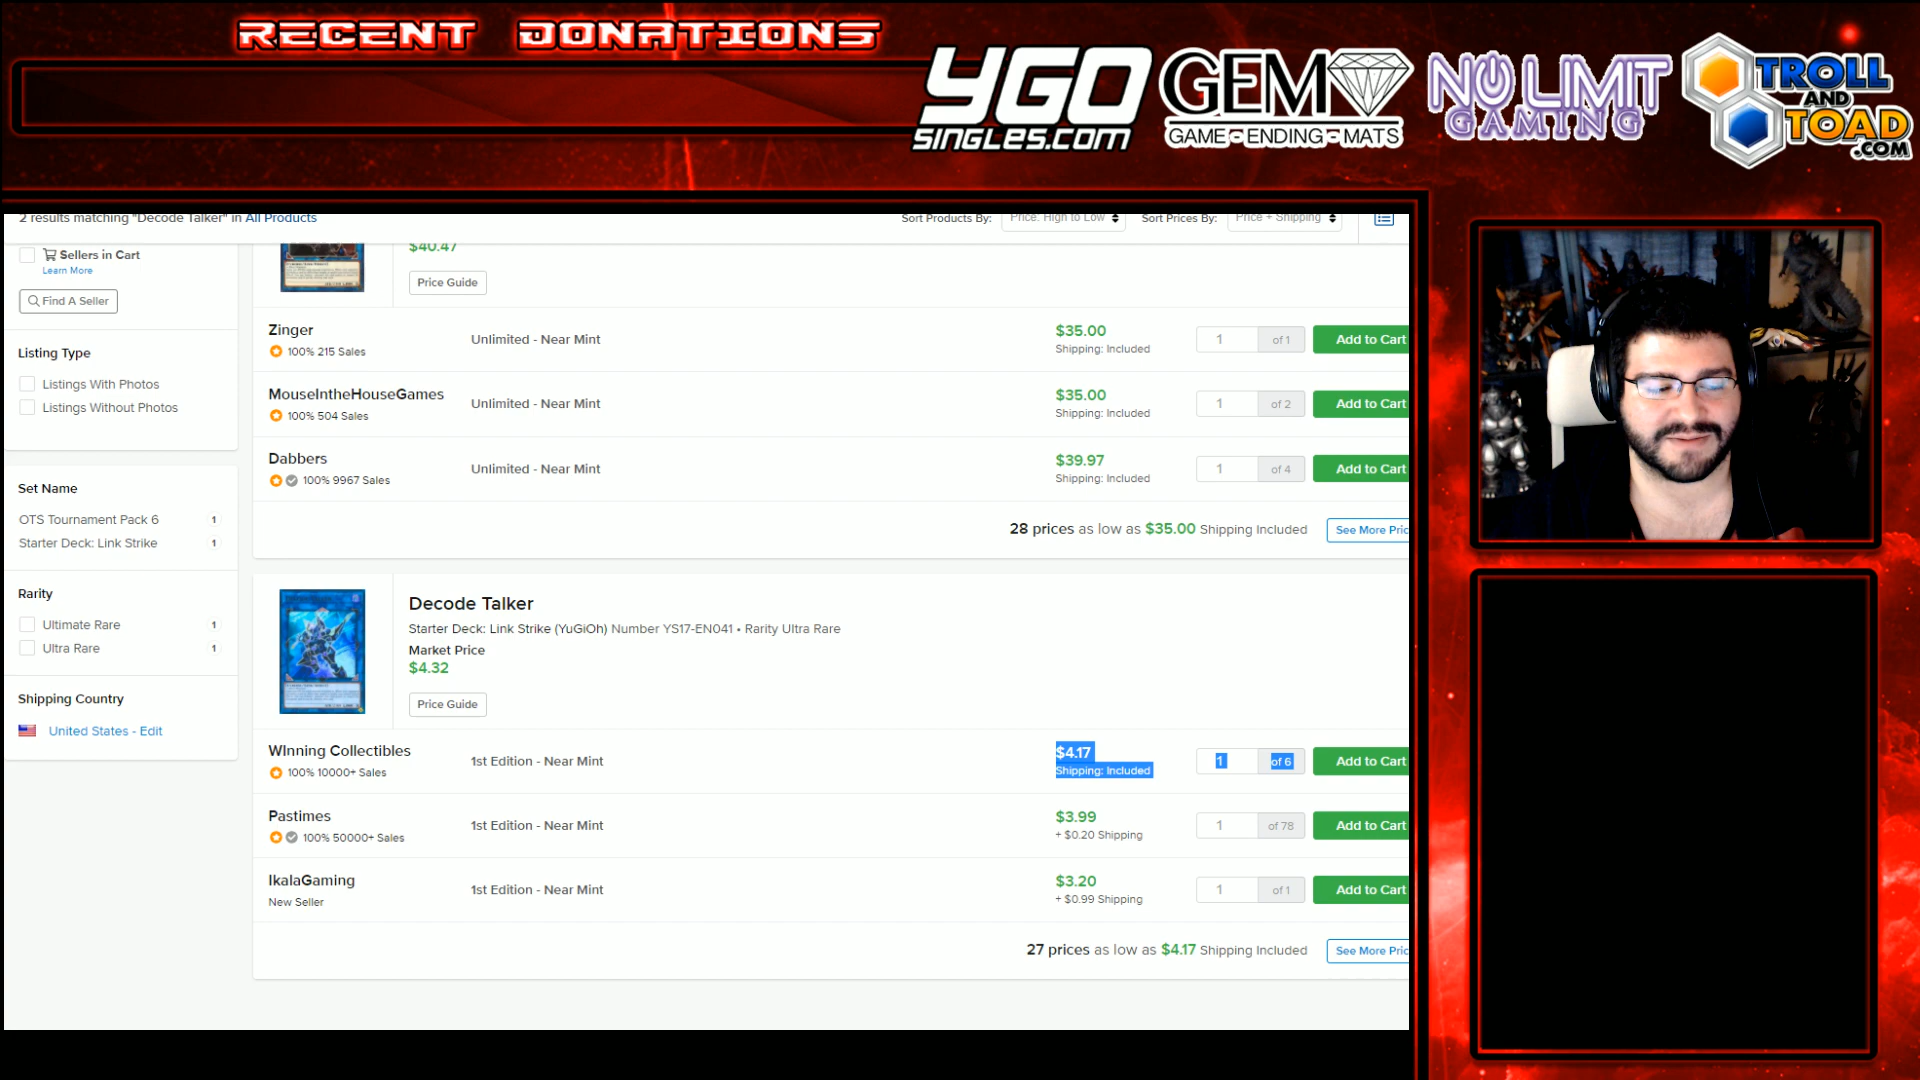 RECENT DONATIONS
YGO
SINGLES.COM
GEM
GAME-ENDING-MATS
NO LIMIT
GAMING
TROLL
AND
TOAD
.COM
2 results matching "Decode Talker" in All Products
Sort Products By:
Price: High to Low
Sort Prices By:
Price + Shipping
Sellers in Cart
Learn More
Find A Seller
Listing Type
Listings With Photos
Listings Without Photos
Set Name
OTS Tournament Pack 6 1
Starter Deck: Link Strike 1
Rarity
Ultimate Rare 1
Ultra Rare 1
Shipping Country
United States - Edit
$40.47
Price Guide
Zinger
100% 215 Sales
Unlimited - Near Mint
$35.00
Shipping: Included
1 of 1
Add to Cart
MouseIntheHouseGames
100% 504 Sales
Unlimited - Near Mint
$35.00
Shipping: Included
1 of 2
Add to Cart
Dabbers
100% 9967 Sales
Unlimited - Near Mint
$39.97
Shipping: Included
1 of 4
Add to Cart
28 prices as low as $35.00 Shipping Included
See More Pric
Decode Talker
Starter Deck: Link Strike (YuGiOh) Number YS17-EN041 • Rarity Ultra Rare
Market Price
$4.32
Price Guide
WInning Collectibles
100% 10000+ Sales
1st Edition - Near Mint
$4.17
Shipping: Included
1 of 6
Add to Cart
Pastimes
100% 50000+ Sales
1st Edition - Near Mint
$3.99
+ $0.20 Shipping
1 of 78
Add to Cart
IkalaGaming
New Seller
1st Edition - Near Mint
$3.20
+ $0.99 Shipping
1 of 1
Add to Cart
27 prices as low as $4.17 Shipping Included
See More Pric